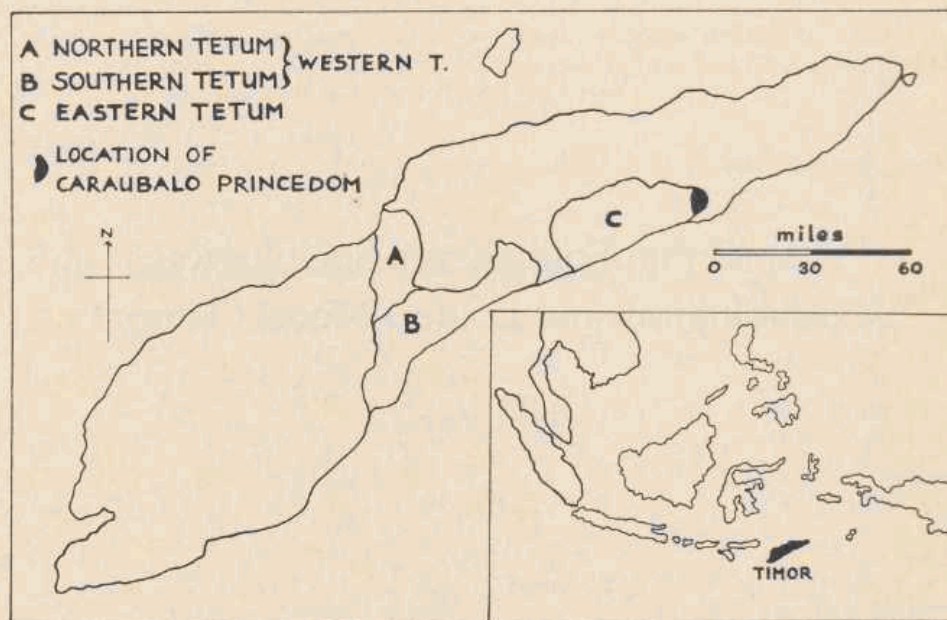 A NORTHERN TETUM } WESTERN T.
B SOUTHERN TETUM
C EASTERN TETUM
LOCATION OF
CARAUBALO PRINCEDOM
N
A
B
C
miles
0 30 60
TIMOR